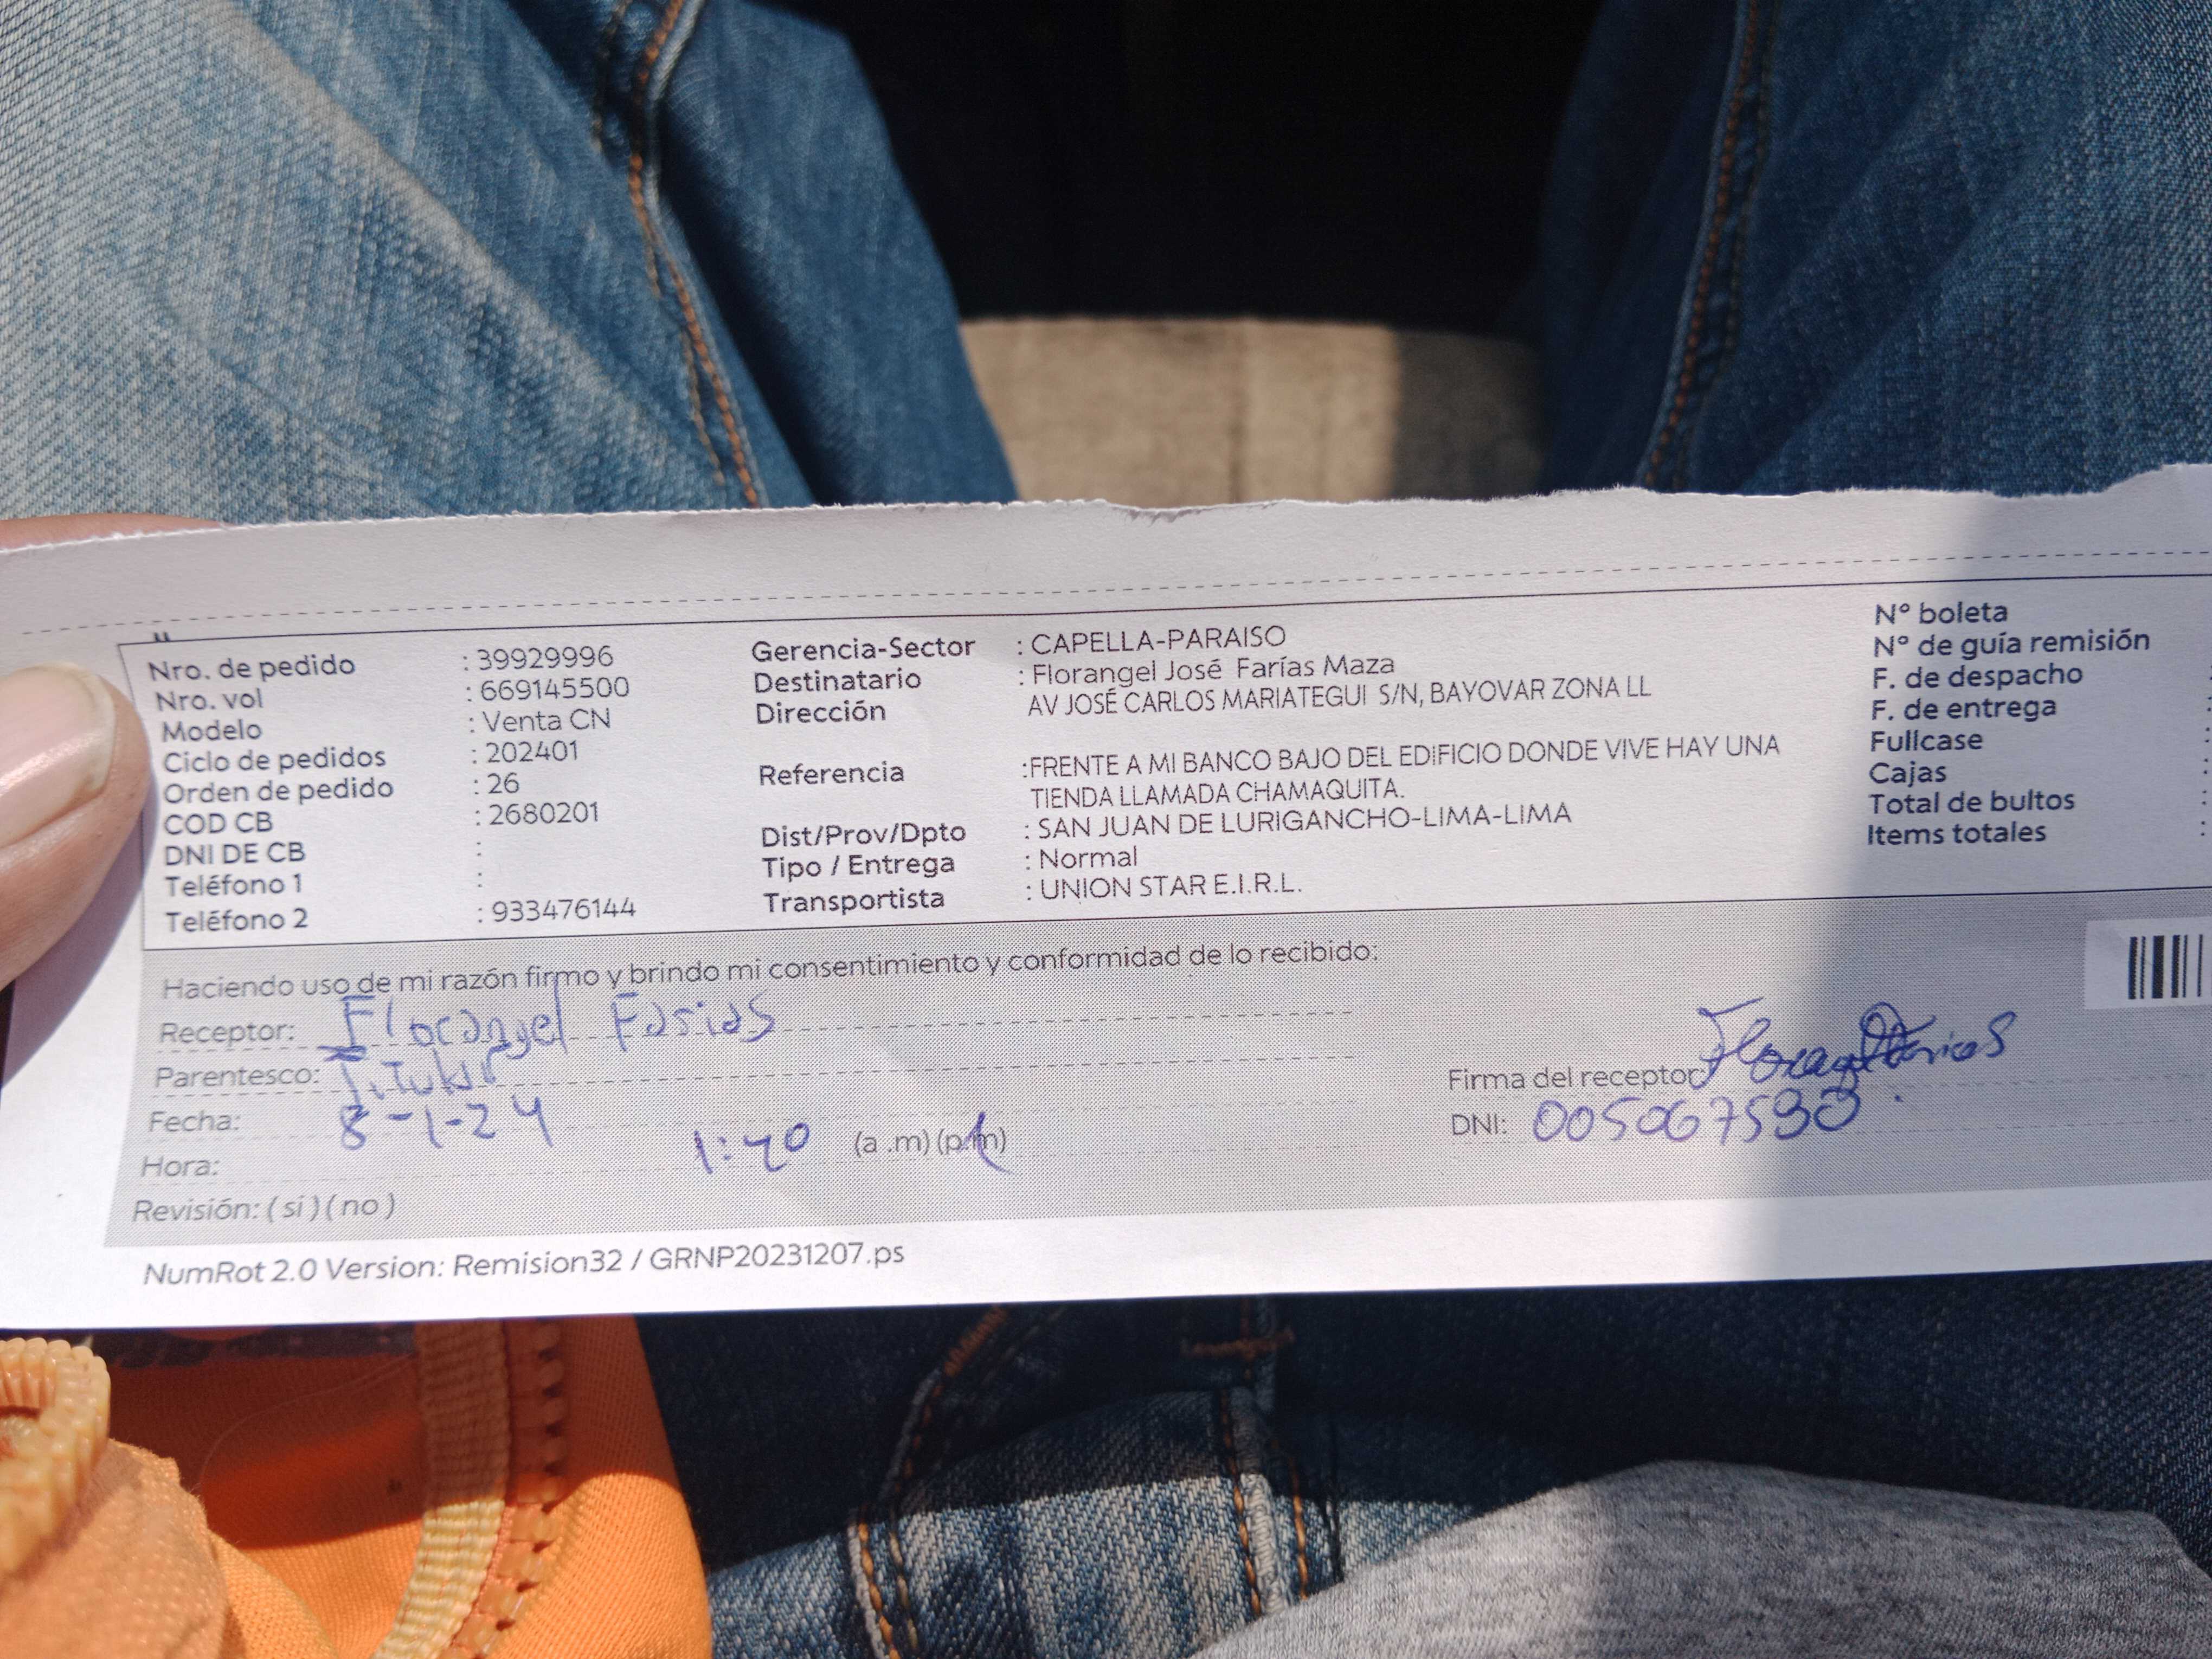 Nro. de pedido : 39929996
Nro. vol : 669145500
Modelo : Venta CN
Ciclo de pedidos : 202401
Orden de pedido : 26
COD CB : 2680201
DNI DE CB :
Teléfono 1 :
Teléfono 2 : 933476144
Gerencia-Sector : CAPELLA-PARAISO
Destinatario : Florangel José Farías Maza
Dirección AV JOSÉ CARLOS MARIATEGUI S/N, BAYOVAR ZONA LL
Referencia :FRENTE A MI BANCO BAJO DEL EDIFICIO DONDE VIVE HAY UNA
TIENDA LLAMADA CHAMAQUITA.
Dist/Prov/Dpto : SAN JUAN DE LURIGANCHO-LIMA-LIMA
Tipo / Entrega : Normal
Transportista : UNION STAR E.I.R.L.
N° boleta
N° de guía remisión
F. de despacho :
F. de entrega :
Fullcase :
Cajas :
Total de bultos :
Items totales :
Haciendo uso de mi razón firmo y brindo mi consentimiento y conformidad de lo recibido:
Receptor: Florangel Farias
Parentesco: Titular
Fecha: 8-1-24
Hora: 1:40 (a .m) (p.m)
Revisión: ( si ) ( no )
Firma del receptor Florangel Farias
DNI: 005067590
NumRot 2.0 Version: Remision32 / GRNP20231207.ps